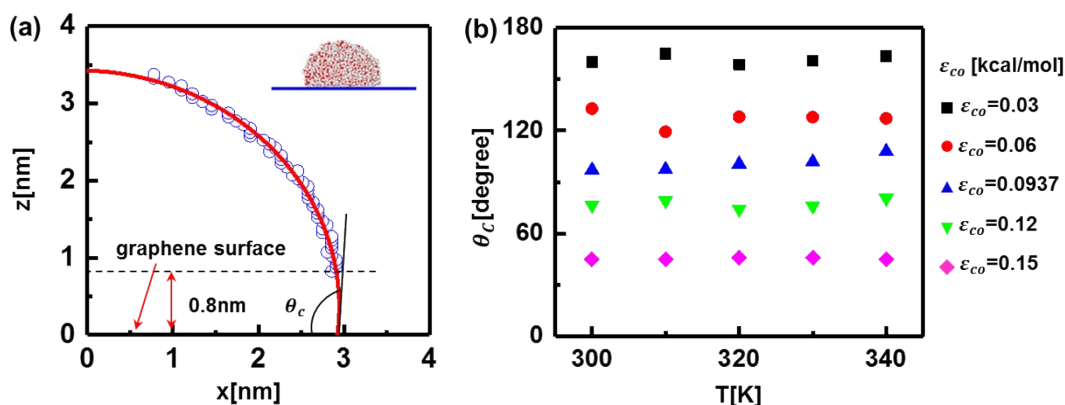 (a)
4
3
2
1
0
z[nm]
graphene surface
0.8nm
θc
0 1 2 3 4
x[nm]
(b)
180
120
60
0
θC[degree]
300 320 340
T[K]
εco [kcal/mol]
εco=0.03
εco=0.06
εco=0.0937
εco=0.12
εco=0.15